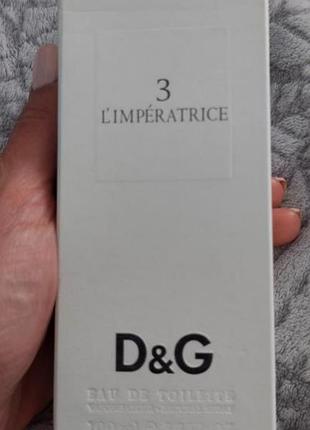 3
L'IMPÉRATRICE
D&G
EAU DE TOILETTE